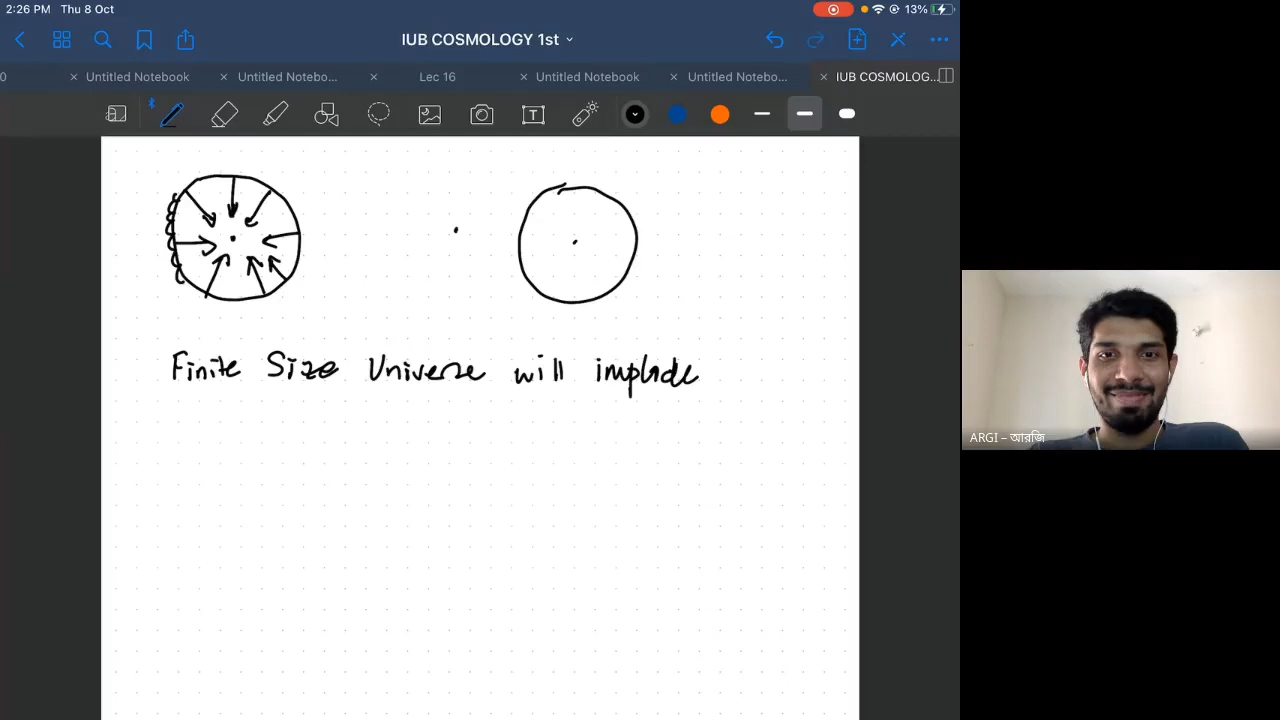 2:26 PM Thu 8 Oct
13%
IUB COSMOLOGY 1st
0
Untitled Notebook
Untitled Notebo...
Lec 16
Untitled Notebook
Untitled Notebo...
IUB COSMOLOG...
T
Finite Size Universe will implode
ARGI – আরজি